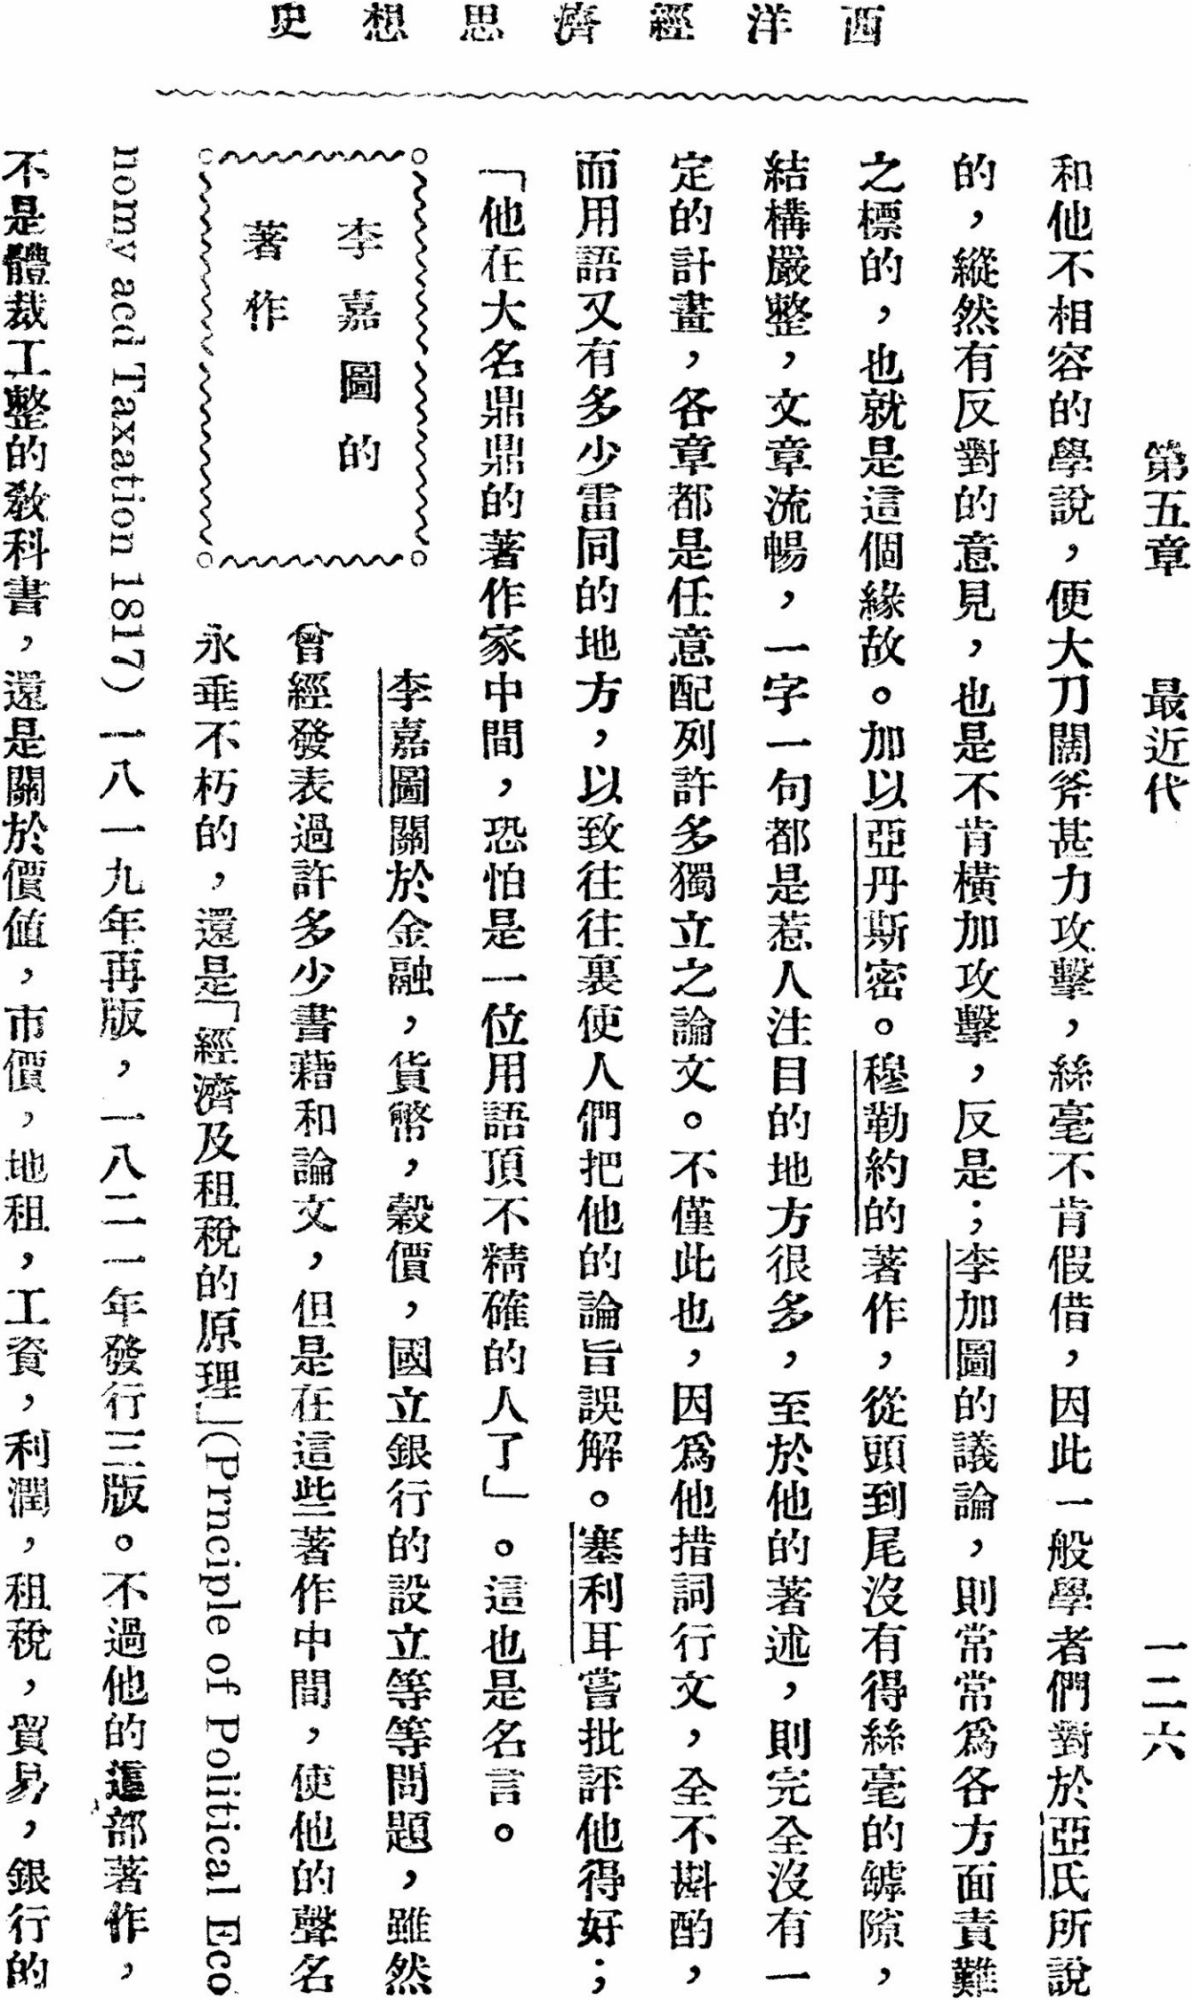 西洋經濟思想史
第五章　最近代　一二六
和他不相容的學說，便大刀闊斧甚力攻擊，絲毫不肯假借，因此一般學者們對於亞氏所說
的，縱然有反對的意見，也是不肯橫加攻擊，反是；李加圖的議論，則常常爲各方面責難
之標的，也就是這個緣故。加以亞丹斯密。穆勒約的著作，從頭到尾沒有得絲毫的罅隙，
結構嚴整，文章流暢，一字一句都是惹人注目的地方很多，至於他的著述，則完全沒有一
定的計畫，各章都是任意配列許多獨立之論文。不僅此也，因爲他措詞行文，全不斟酌，
而用語又有多少雷同的地方，以致往往裏使人們把他的論旨誤解。塞利耳嘗批評他得好；
「他在大名鼎鼎的著作家中間，恐怕是一位用語頂不精確的人了」。這也是名言。
李嘉圖的
著作
李嘉圖關於金融，貨幣，穀價，國立銀行的設立等等問題，雖然
曾經發表過許多少書藉和論文，但是在這些著作中間，使他的聲名
永垂不朽的，還是「經濟及租稅的原理」(Prnciple of Political Eco
nomy acd Taxation 1817)一八一九年再版，一八二一年發行三版。不過他的這部著作，
不是體裁工整的敎科書，還是關於價值，市價，地租，工資，利潤，租稅，貿易，銀行的